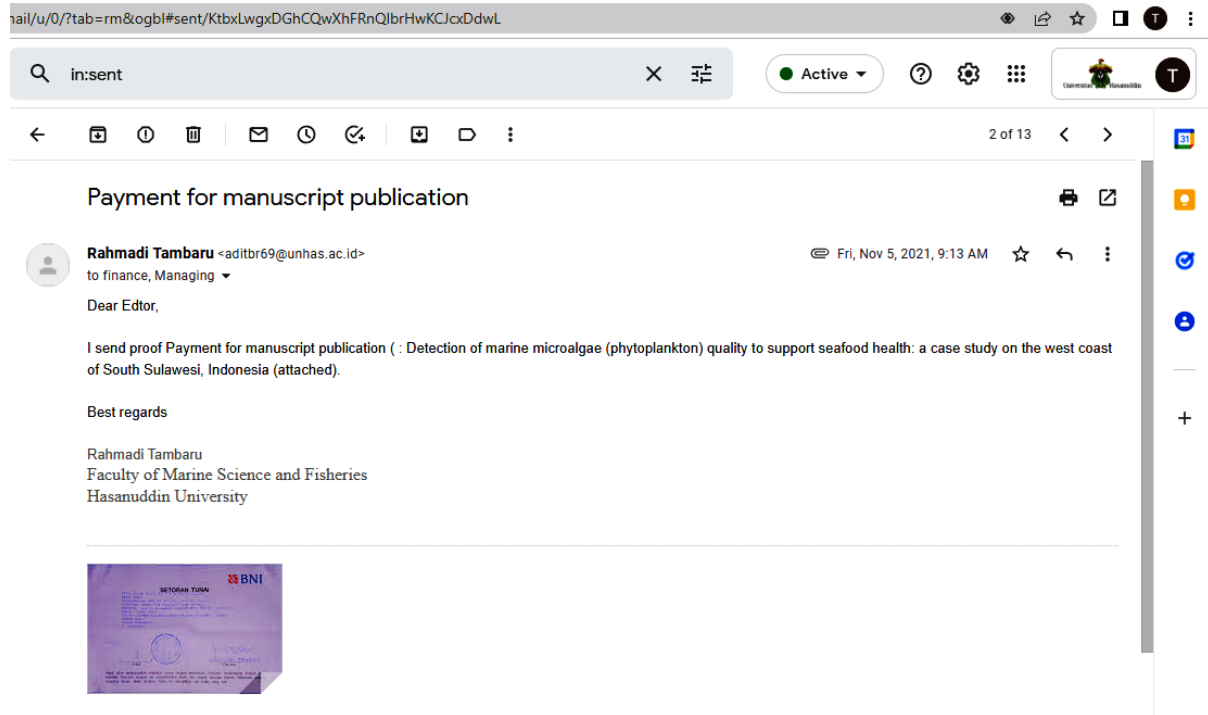 nail/u/0/?tab=rm&ogbl#sent/KtbxLwgxDGhCQwXhFRnQlbrHwKCJcxDdwL
T
in:sent
Active
Universitas Hasanuddin
T
2 of 13
31
Payment for manuscript publication
Rahmadi Tambaru <aditbr69@unhas.ac.id>
Fri, Nov 5, 2021, 9:13 AM
to finance, Managing
Dear Edtor,
I send proof Payment for manuscript publication ( : Detection of marine microalgae (phytoplankton) quality to support seafood health: a case study on the west coast
of South Sulawesi, Indonesia (attached).
Best regards
Rahmadi Tambaru
Faculty of Marine Science and Fisheries
Hasanuddin University
BNI
SETORAN TUNAI